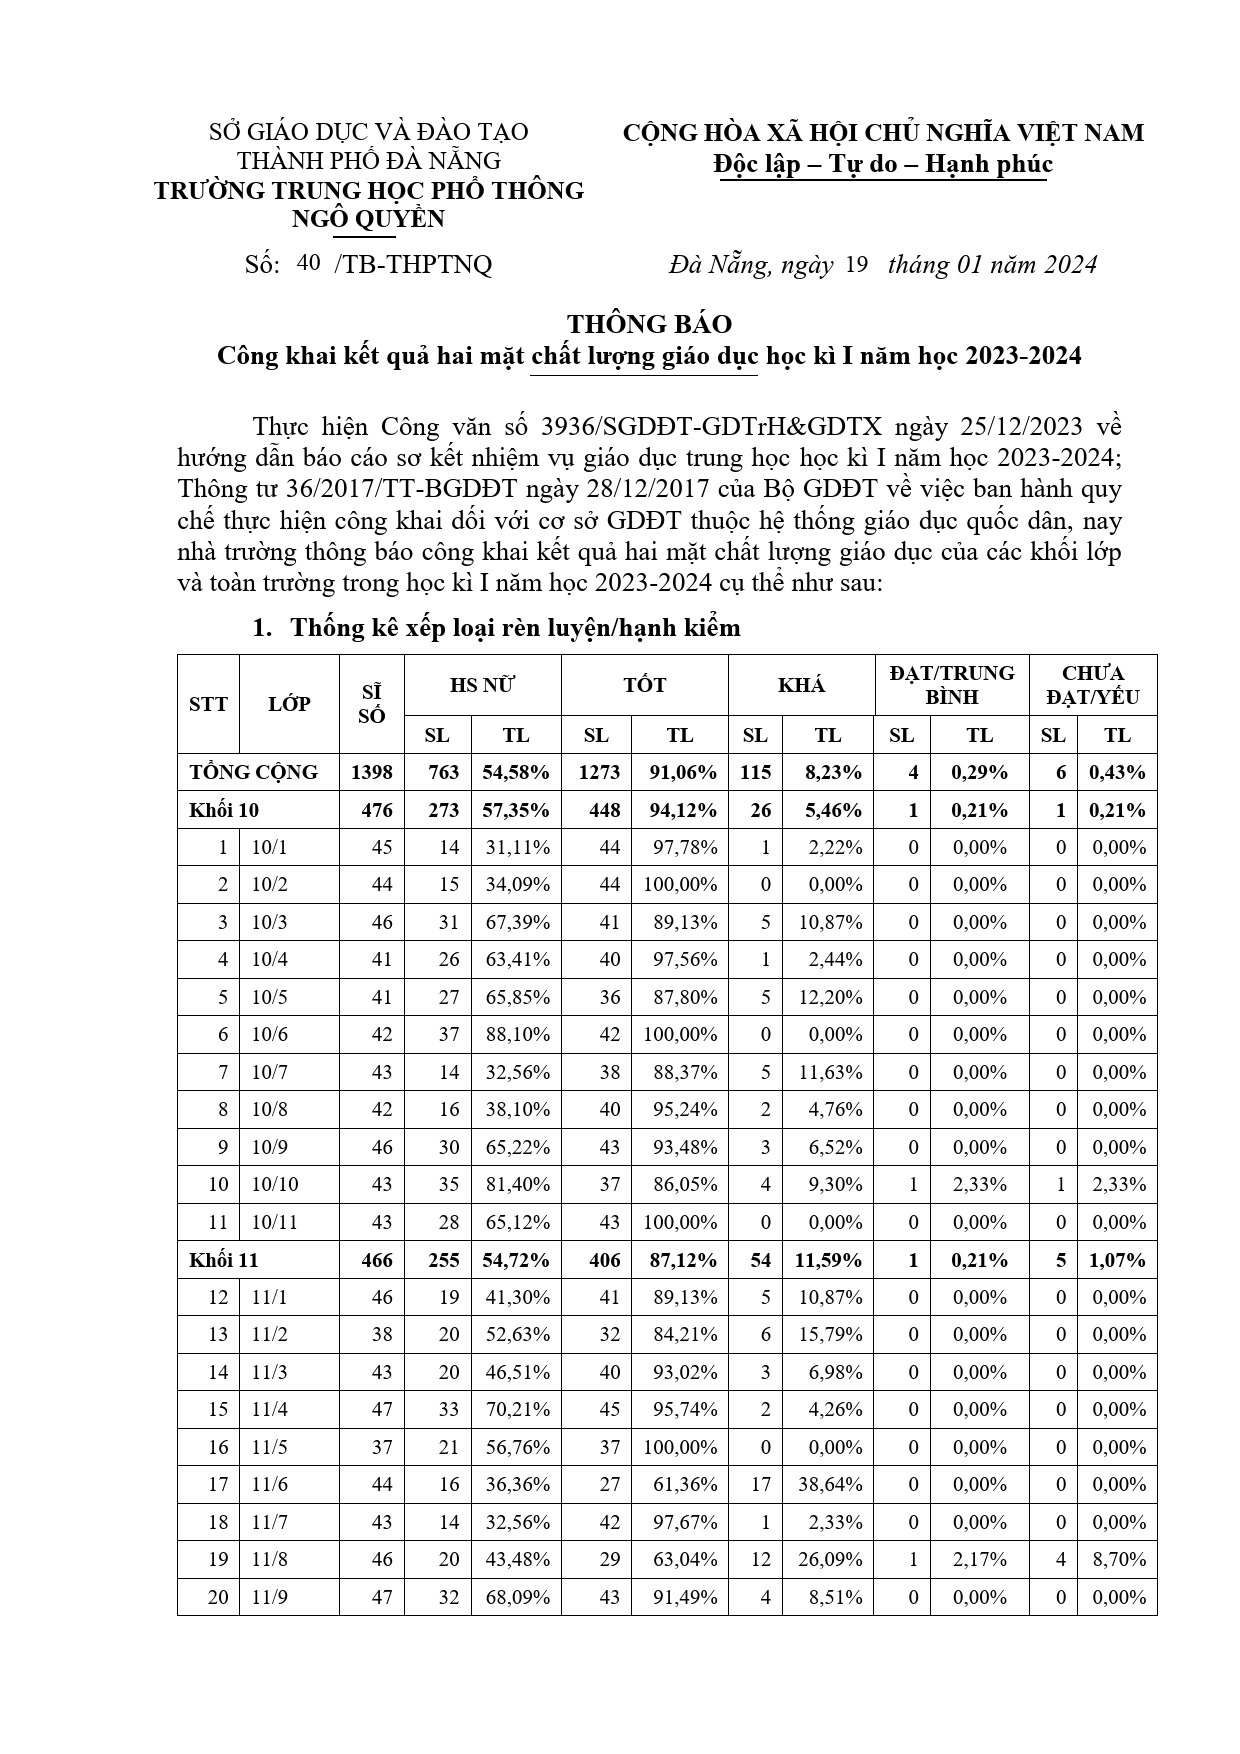 SỞ GIÁO DỤC VÀ ĐÀO TẠO
THÀNH PHỐ ĐÀ NẴNG
TRƯỜNG TRUNG HỌC PHỔ THÔNG
NGÔ QUYỀN
Số: 40 /TB-THPTNQ
CỘNG HÒA XÃ HỘI CHỦ NGHĨA VIỆT NAM
Độc lập – Tự do – Hạnh phúc
Đà Nẵng, ngày 19 tháng 01 năm 2024
THÔNG BÁO
Công khai kết quả hai mặt chất lượng giáo dục học kì I năm học 2023-2024
Thực hiện Công văn số 3936/SGDĐT-GDTrH&GDTX ngày 25/12/2023 về
hướng dẫn báo cáo sơ kết nhiệm vụ giáo dục trung học học kì I năm học 2023-2024;
Thông tư 36/2017/TT-BGDĐT ngày 28/12/2017 của Bộ GDĐT về việc ban hành quy
chế thực hiện công khai dối với cơ sở GDĐT thuộc hệ thống giáo dục quốc dân, nay
nhà trường thông báo công khai kết quả hai mặt chất lượng giáo dục của các khối lớp
và toàn trường trong học kì I năm học 2023-2024 cụ thể như sau:
1. Thống kê xếp loại rèn luyện/hạnh kiểm
STT LỚP SĨ SỐ HS NỮ TỐT KHÁ ĐẠT/TRUNG BÌNH CHƯA ĐẠT/YẾU
SL TL SL TL SL TL SL TL SL TL
TỔNG CỘNG 1398 763 54,58% 1273 91,06% 115 8,23% 4 0,29% 6 0,43%
Khối 10 476 273 57,35% 448 94,12% 26 5,46% 1 0,21% 1 0,21%
1 10/1 45 14 31,11% 44 97,78% 1 2,22% 0 0,00% 0 0,00%
2 10/2 44 15 34,09% 44 100,00% 0 0,00% 0 0,00% 0 0,00%
3 10/3 46 31 67,39% 41 89,13% 5 10,87% 0 0,00% 0 0,00%
4 10/4 41 26 63,41% 40 97,56% 1 2,44% 0 0,00% 0 0,00%
5 10/5 41 27 65,85% 36 87,80% 5 12,20% 0 0,00% 0 0,00%
6 10/6 42 37 88,10% 42 100,00% 0 0,00% 0 0,00% 0 0,00%
7 10/7 43 14 32,56% 38 88,37% 5 11,63% 0 0,00% 0 0,00%
8 10/8 42 16 38,10% 40 95,24% 2 4,76% 0 0,00% 0 0,00%
9 10/9 46 30 65,22% 43 93,48% 3 6,52% 0 0,00% 0 0,00%
10 10/10 43 35 81,40% 37 86,05% 4 9,30% 1 2,33% 1 2,33%
11 10/11 43 28 65,12% 43 100,00% 0 0,00% 0 0,00% 0 0,00%
Khối 11 466 255 54,72% 406 87,12% 54 11,59% 1 0,21% 5 1,07%
12 11/1 46 19 41,30% 41 89,13% 5 10,87% 0 0,00% 0 0,00%
13 11/2 38 20 52,63% 32 84,21% 6 15,79% 0 0,00% 0 0,00%
14 11/3 43 20 46,51% 40 93,02% 3 6,98% 0 0,00% 0 0,00%
15 11/4 47 33 70,21% 45 95,74% 2 4,26% 0 0,00% 0 0,00%
16 11/5 37 21 56,76% 37 100,00% 0 0,00% 0 0,00% 0 0,00%
17 11/6 44 16 36,36% 27 61,36% 17 38,64% 0 0,00% 0 0,00%
18 11/7 43 14 32,56% 42 97,67% 1 2,33% 0 0,00% 0 0,00%
19 11/8 46 20 43,48% 29 63,04% 12 26,09% 1 2,17% 4 8,70%
20 11/9 47 32 68,09% 43 91,49% 4 8,51% 0 0,00% 0 0,00%